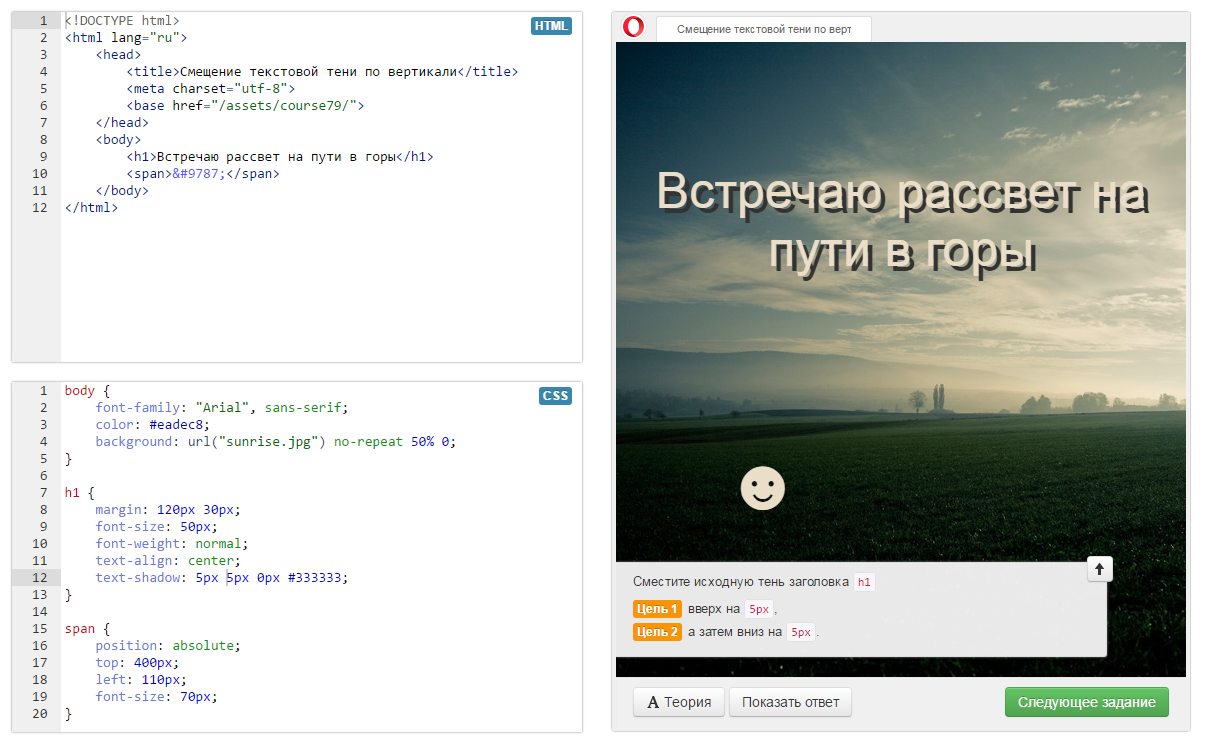 HTML
1 <!DOCTYPE html>
2 <html lang="ru">
3     <head>
4         <title>Смещение текстовой тени по вертикали</title>
5         <meta charset="utf-8">
6         <base href="/assets/course79/">
7     </head>
8     <body>
9         <h1>Встречаю рассвет на пути в горы</h1>
10         <span>&#9787;</span>
11     </body>
12 </html>
CSS
1 body {
2     font-family: "Arial", sans-serif;
3     color: #eadec8;
4     background: url("sunrise.jpg") no-repeat 50% 0;
5 }
6
7 h1 {
8     margin: 120px 30px;
9     font-size: 50px;
10     font-weight: normal;
11     text-align: center;
12     text-shadow: 5px 5px 0px #333333;
13 }
14
15 span {
16     position: absolute;
17     top: 400px;
18     left: 110px;
19     font-size: 70px;
20 }
Смещение текстовой тени по верт
Встречаю рассвет на
пути в горы
Сместите исходную тень заголовка h1
Цель 1 вверх на 5px,
Цель 2 а затем вниз на 5px.
A Теория Показать ответ Следующее задание